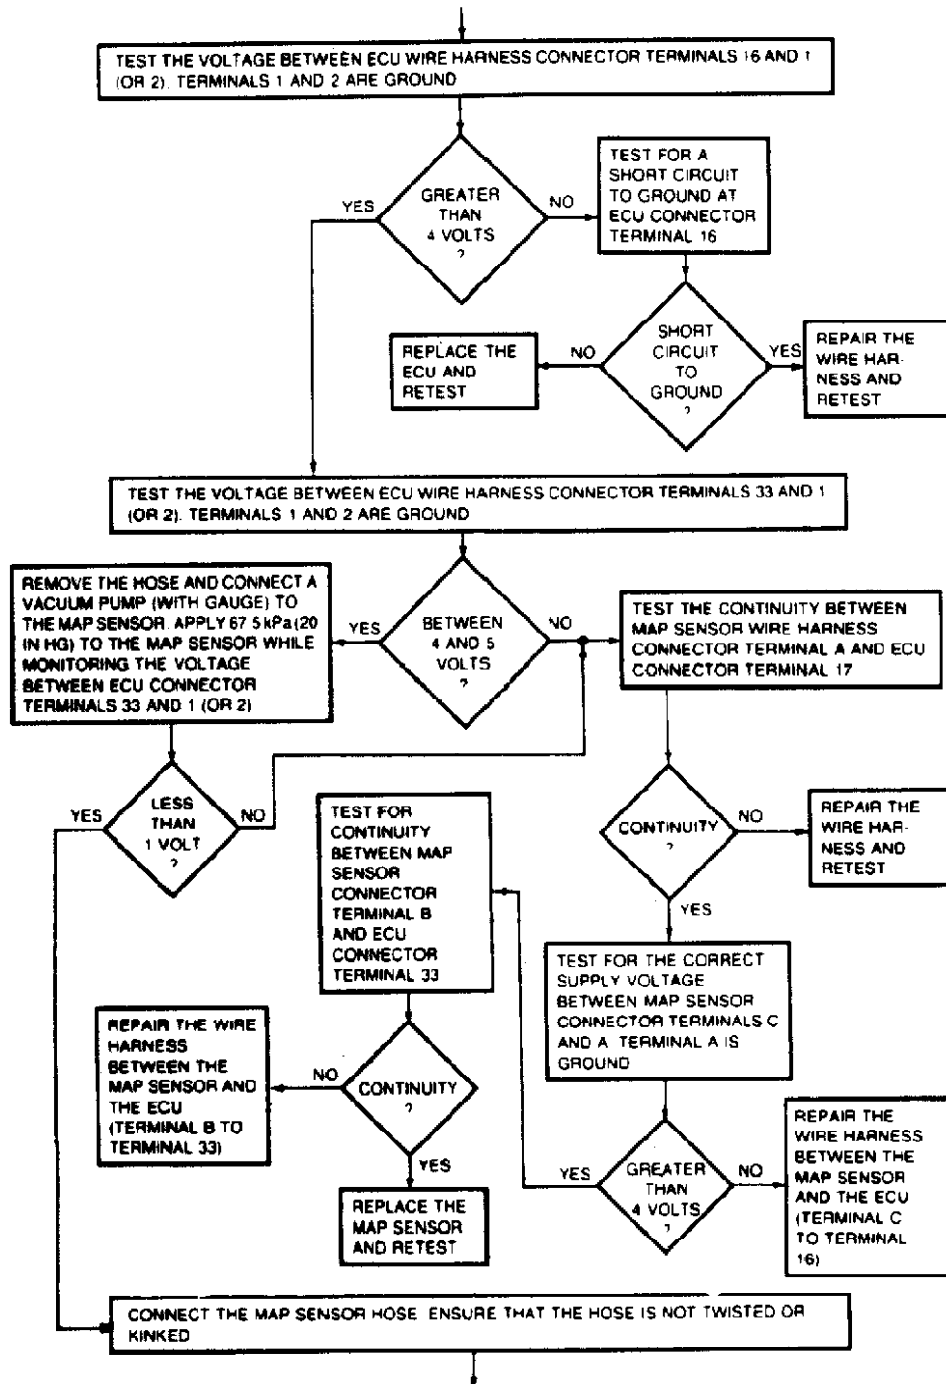 TEST THE VOLTAGE BETWEEN ECU WIRE HARNESS CONNECTOR TERMINALS 16 AND 1
(OR 2). TERMINALS 1 AND 2 ARE GROUND
GREATER
THAN
4 VOLTS
?
YES
NO
TEST FOR A
SHORT CIRCUIT
TO GROUND AT
ECU CONNECTOR
TERMINAL 16
SHORT
CIRCUIT
TO
GROUND
?
NO
YES
REPLACE THE
ECU AND
RETEST
REPAIR THE
WIRE HAR-
NESS AND
RETEST
TEST THE VOLTAGE BETWEEN ECU WIRE HARNESS CONNECTOR TERMINALS 33 AND 1
(OR 2). TERMINALS 1 AND 2 ARE GROUND
BETWEEN
4 AND 5
VOLTS
?
YES
NO
REMOVE THE HOSE AND CONNECT A
VACUUM PUMP (WITH GAUGE) TO
THE MAP SENSOR. APPLY 67 5 kPa (20
IN HG) TO THE MAP SENSOR WHILE
MONITORING THE VOLTAGE
BETWEEN ECU CONNECTOR
TERMINALS 33 AND 1 (OR 2)
TEST THE CONTINUITY BETWEEN
MAP SENSOR WIRE HARNESS
CONNECTOR TERMINAL A AND ECU
CONNECTOR TERMINAL 17
LESS
THAN
1 VOLT
?
YES
NO
TEST FOR
CONTINUITY
BETWEEN MAP
SENSOR
CONNECTOR
TERMINAL B
AND ECU
CONNECTOR
TERMINAL 33
CONTINUITY
?
NO
YES
REPAIR THE
WIRE HAR-
NESS AND
RETEST
TEST FOR THE CORRECT
SUPPLY VOLTAGE
BETWEEN MAP SENSOR
CONNECTOR TERMINALS C
AND A TERMINAL A IS
GROUND
REPAIR THE WIRE
HARNESS
BETWEEN THE
MAP SENSOR AND
THE ECU
(TERMINAL B TO
TERMINAL 33)
CONTINUITY
?
NO
YES
REPLACE THE
MAP SENSOR
AND RETEST
GREATER
THAN
4 VOLTS
?
YES
NO
REPAIR THE
WIRE HARNESS
BETWEEN THE
MAP SENSOR
AND THE ECU
(TERMINAL C
TO TERMINAL
16)
CONNECT THE MAP SENSOR HOSE ENSURE THAT THE HOSE IS NOT TWISTED OR
KINKED